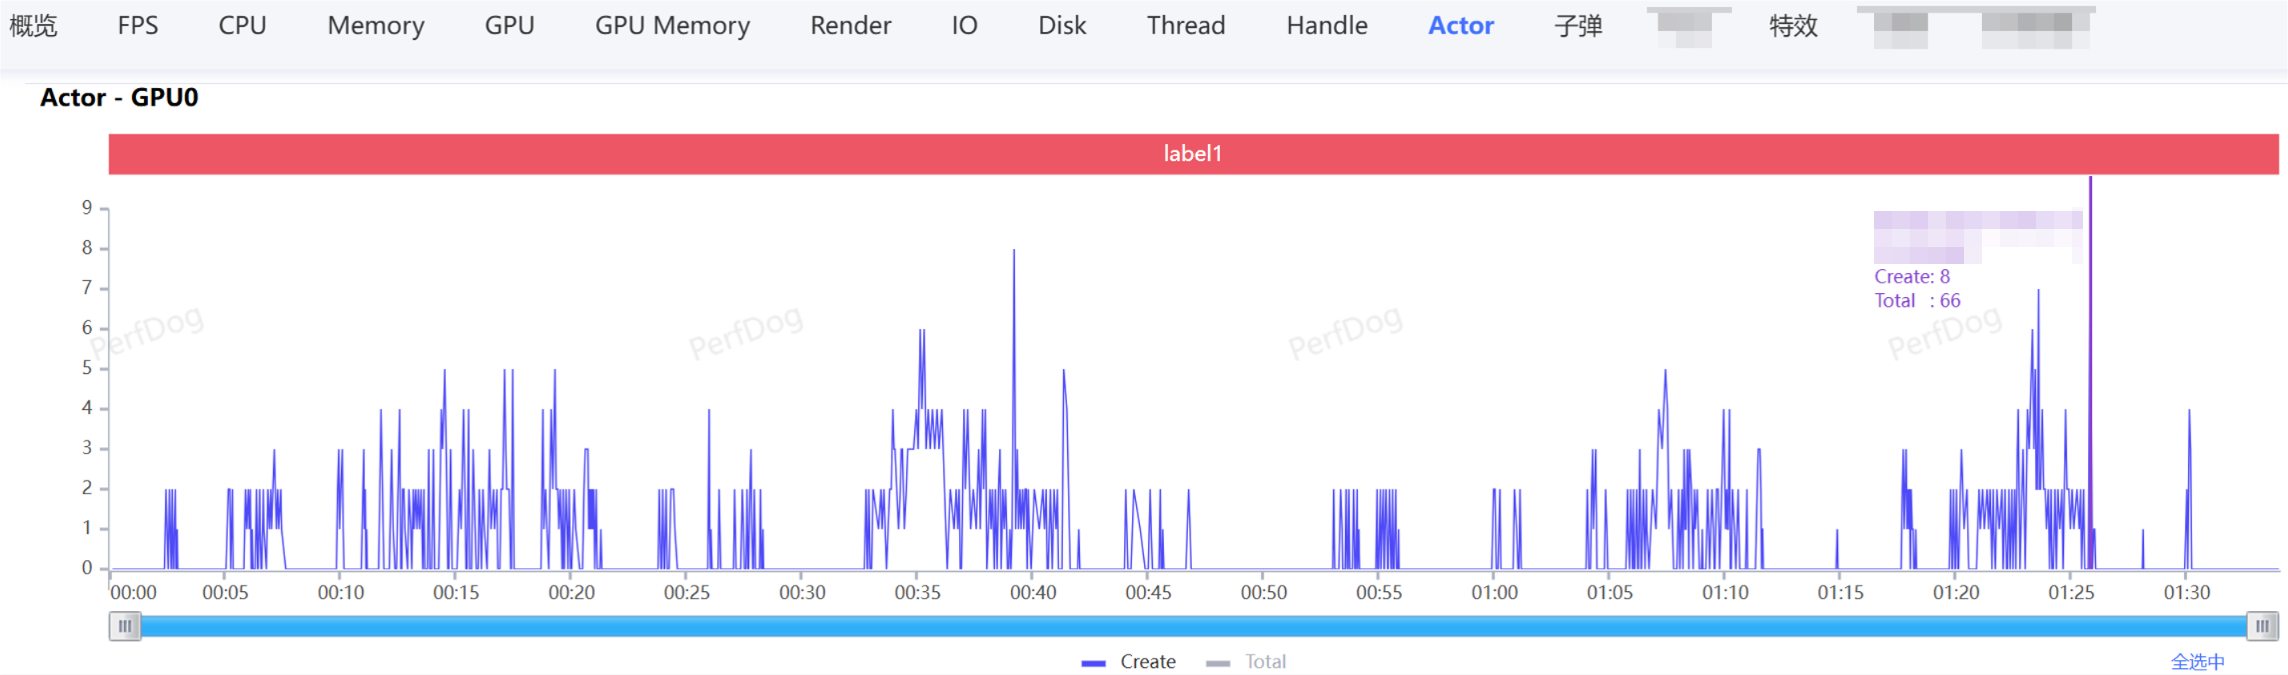 概览 FPS CPU Memory GPU GPU Memory Render IO Disk Thread Handle Actor 子弹 特效
Actor - GPU0
label1
9
8
7
6
5
4
3
2
1
0
Create: 8
Total : 66
PerfDog PerfDog PerfDog PerfDog
00:00 00:05 00:10 00:15 00:20 00:25 00:30 00:35 00:40 00:45 00:50 00:55 01:00 01:05 01:10 01:15 01:20 01:25 01:30
Create Total
全选中